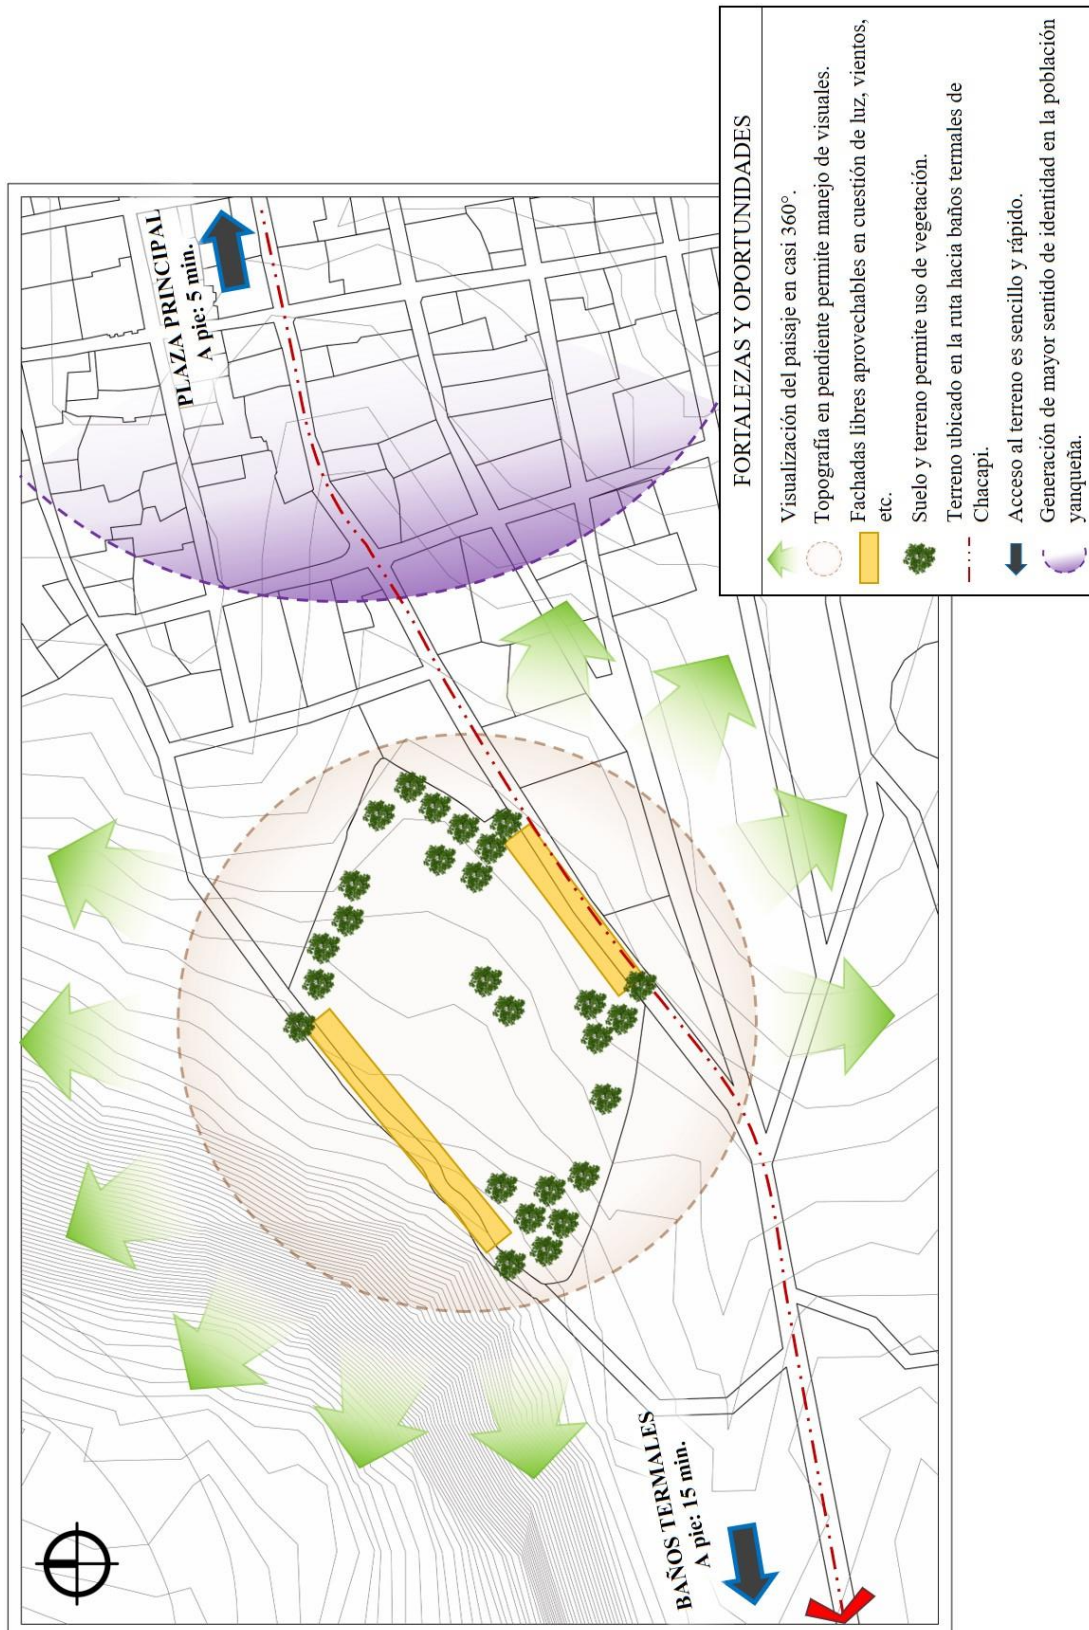 PLAZA PRINCIPAL
A pie: 5 min.
BAÑOS TERMALES
A pie: 15 min.
FORTALEZAS Y OPORTUNIDADES
Visualización del paisaje en casi 360°.
Topografía en pendiente permite manejo de visuales.
Fachadas libres aprovechables en cuestión de luz, vientos,
etc.
Suelo y terreno permite uso de vegetación.
Terreno ubicado en la ruta hacia baños termales de
Chacapi.
Acceso al terreno es sencillo y rápido.
Generación de mayor sentido de identidad en la población
yanqueña.